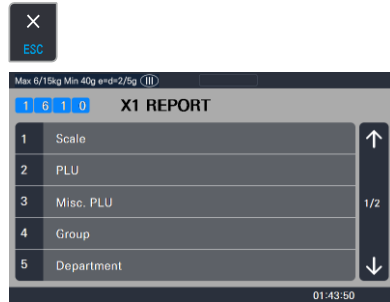 ESC
Max 6/15kg Min 40g e=d=2/5g III
1 6 1 0 X1 REPORT
1 Scale
2 PLU
3 Misc. PLU
1/2
4 Group
5 Department
01:43:50